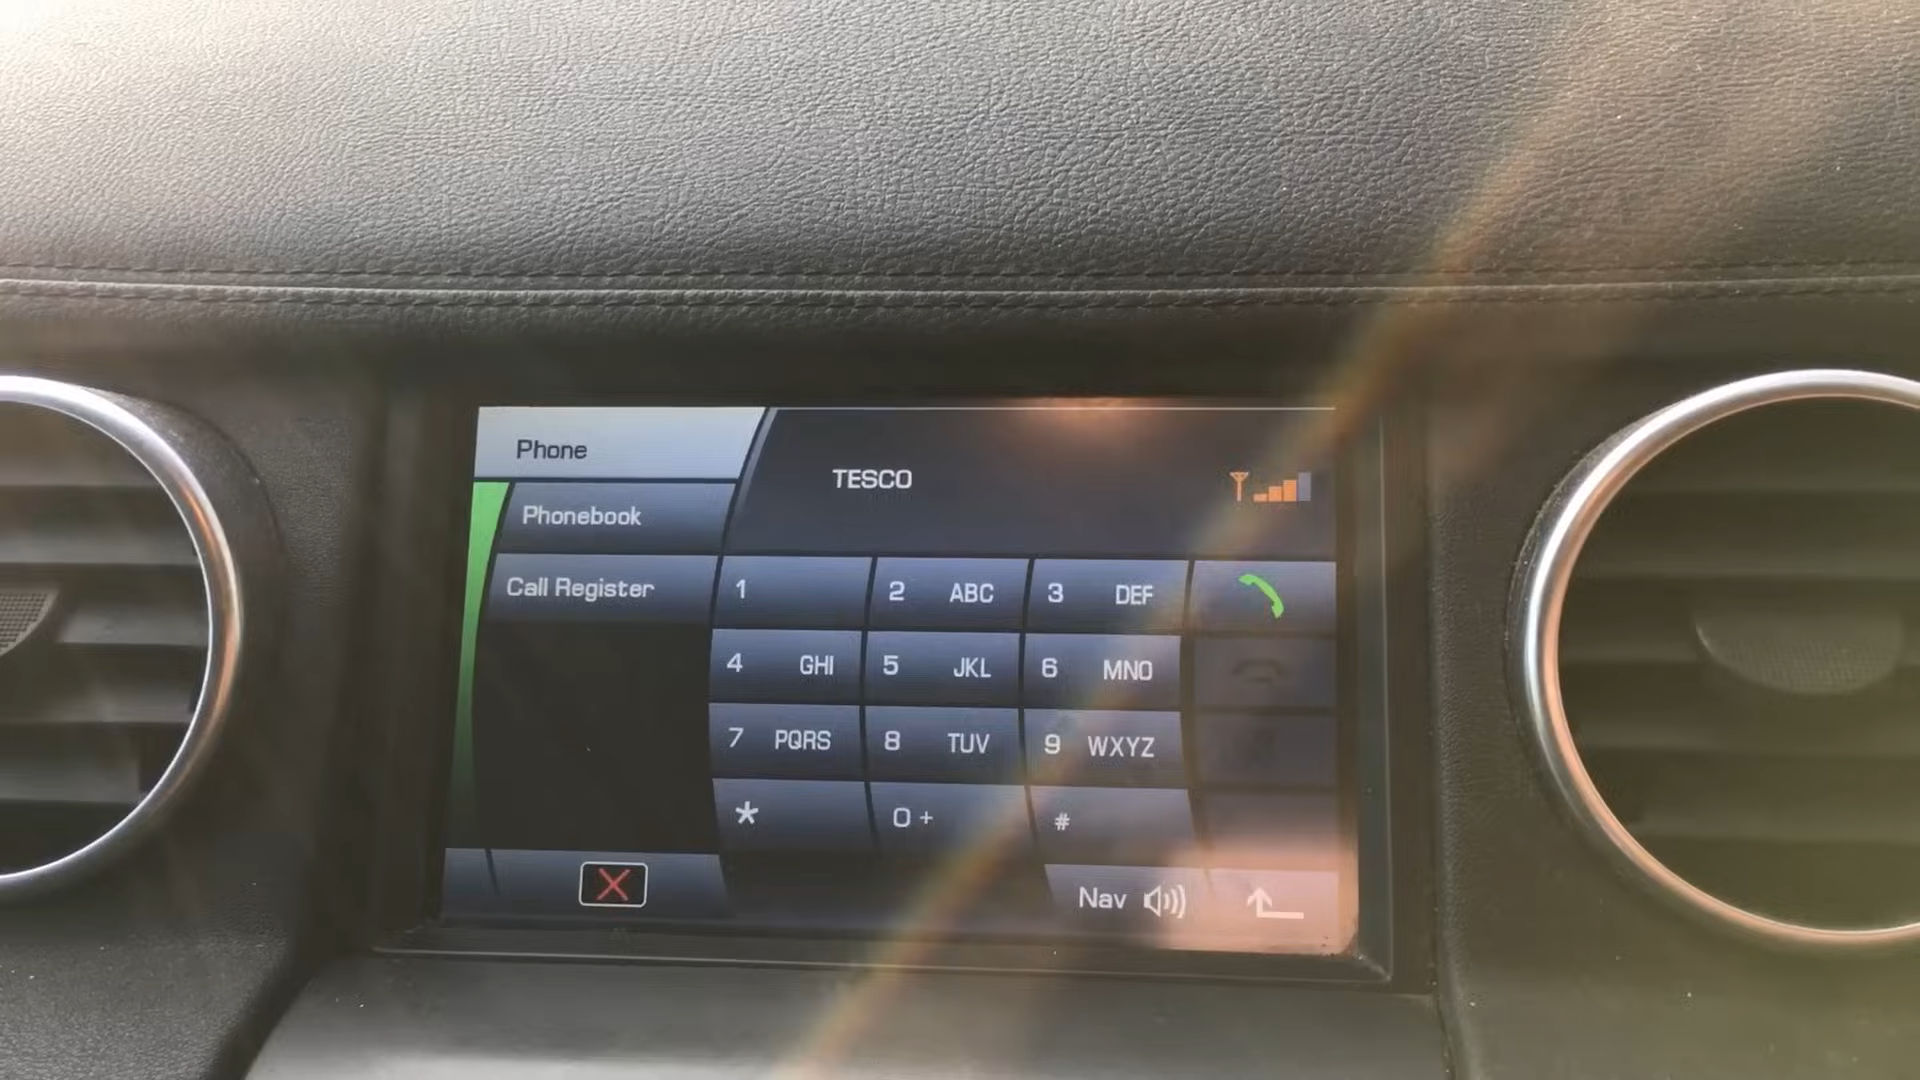 Phone
TESCO
Phonebook
Call Register
1
2 ABC
3 DEF
4 GHI
5 JKL
6 MNO
7 PQRS
8 TUV
9 WXYZ
*
0 +
#
Nav